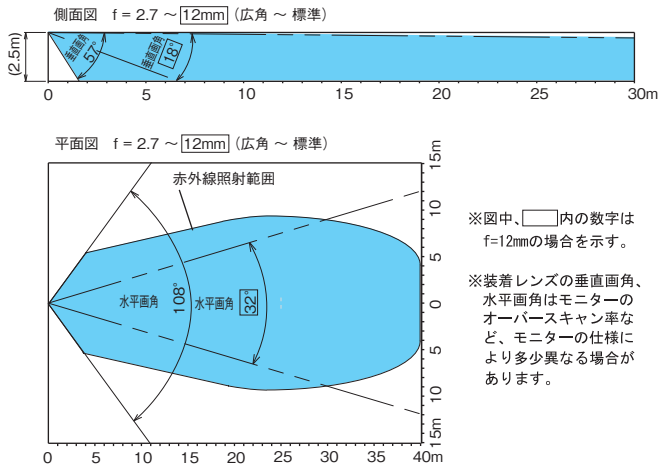 側面図 f = 2.7 ～ 12mm (広角 ～ 標準)
(2.5m)
垂直画角
57°
垂直画角
18°
0 5 10 15 20 25 30m
平面図 f = 2.7 ～ 12mm (広角 ～ 標準)
赤外線照射範囲
水平画角
108°
水平画角
32°
15m
10
5
0
5
10
15m
0 5 10 15 20 25 30 35 40m
※図中、 内の数字は
f=12mmの場合を示す。
※装着レンズの垂直画角、
水平画角はモニターの
オーバースキャン率な
ど、モニターの仕様に
より多少異なる場合が
あります。